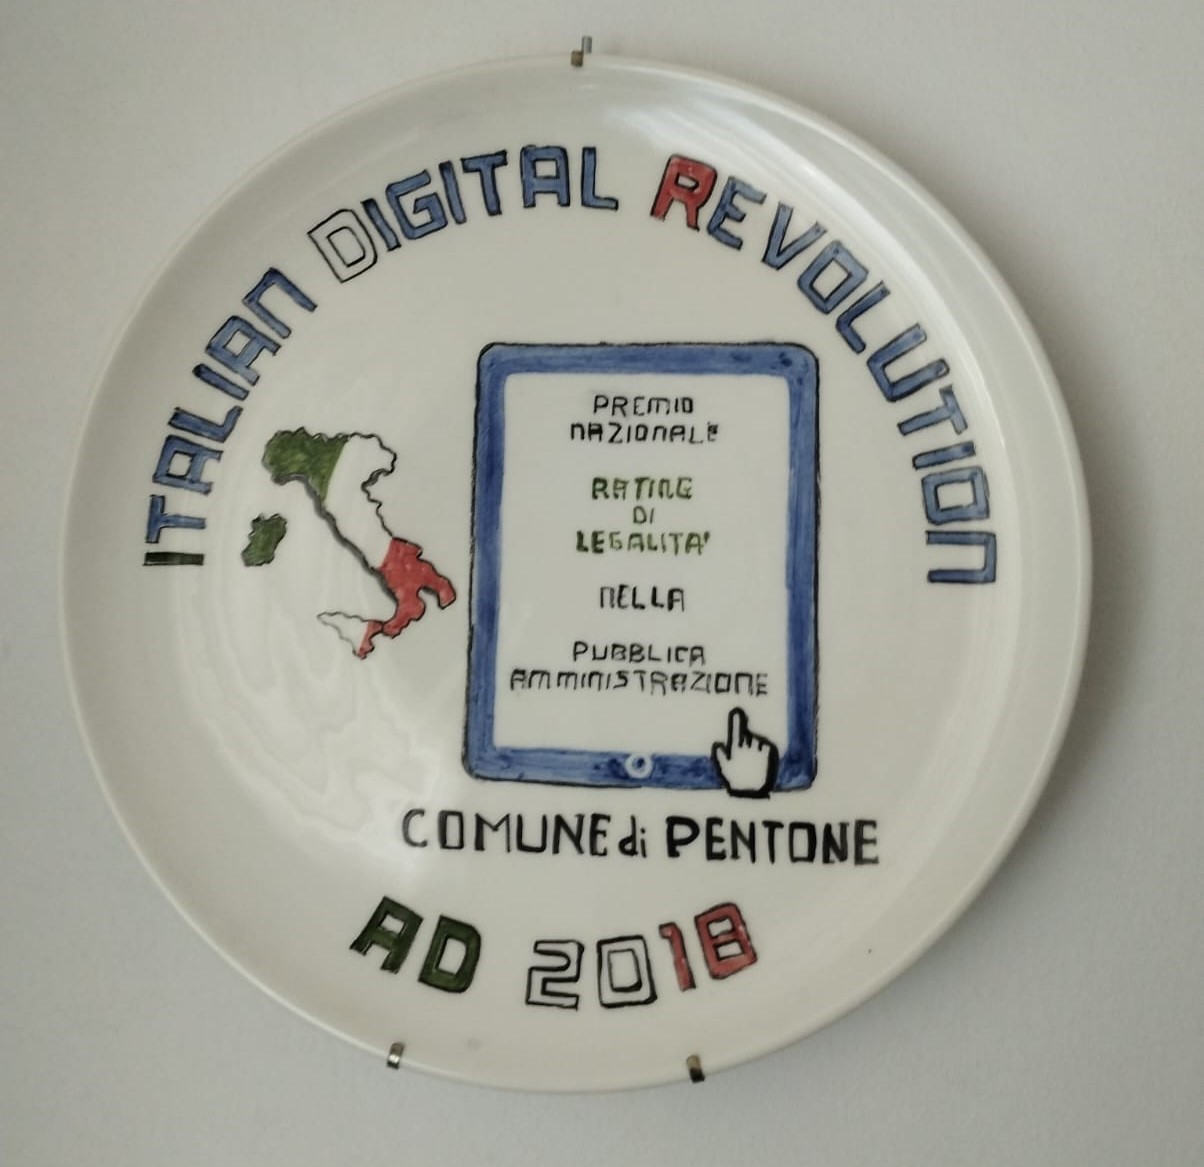 ITALIAN DIGITAL REVOLUTION
PREMIO
NAZIONALE
RATING
DI
LEGALITA'
NELLA
PUBBLICA
AMMINISTRAZIONE
COMUNE di PENTONE
AD 2018